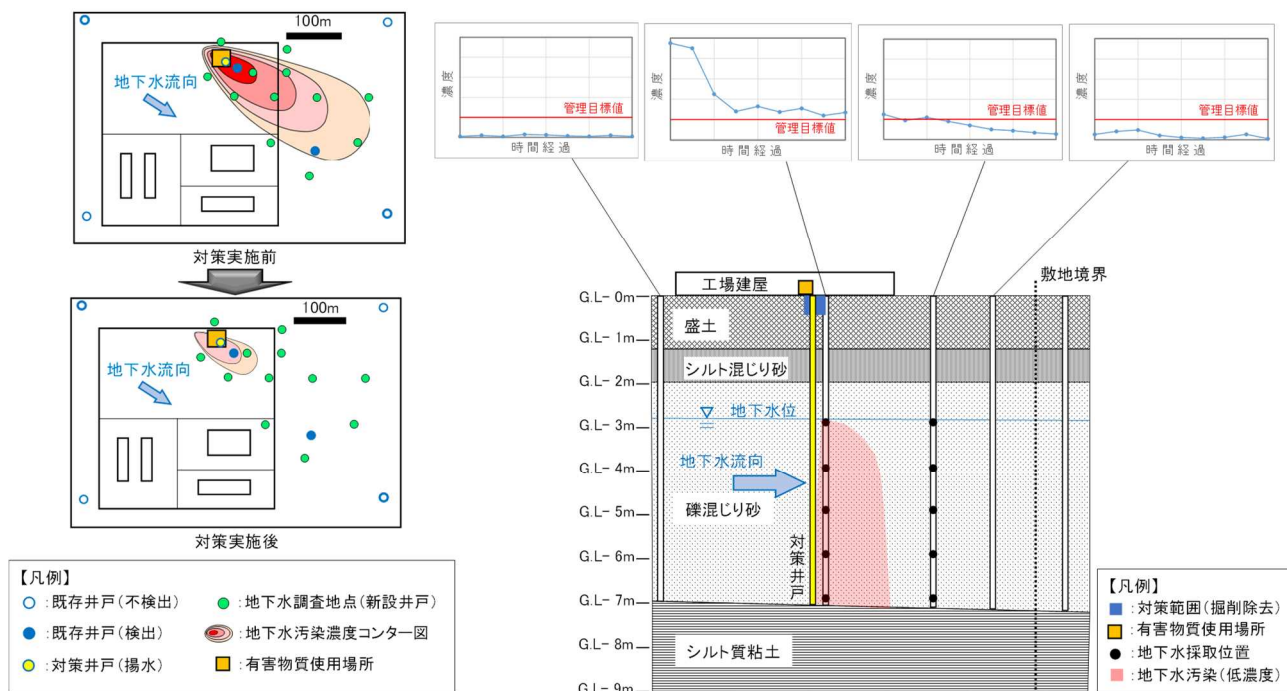 100m
地下水流向
対策実施前
100m
地下水流向
対策実施後
【凡例】
:既存井戸(不検出)
:地下水調査地点(新設井戸)
:既存井戸(検出)
:地下水汚染濃度コンター図
:対策井戸(揚水)
:有害物質使用場所
濃度
管理目標値
時間経過
濃度
管理目標値
時間経過
濃度
管理目標値
時間経過
濃度
管理目標値
時間経過
敷地境界
工場建屋
G.L-0m
盛土
G.L-1m
シルト混じり砂
G.L-2m
地下水位
G.L-3m
地下水流向
G.L-4m
礫混じり砂
G.L-5m
対策井戸
G.L-6m
G.L-7m
シルト質粘土
G.L-8m
G.L-9m
【凡例】
:対策範囲(掘削除去)
:有害物質使用場所
:地下水採取位置
:地下水汚染(低濃度)